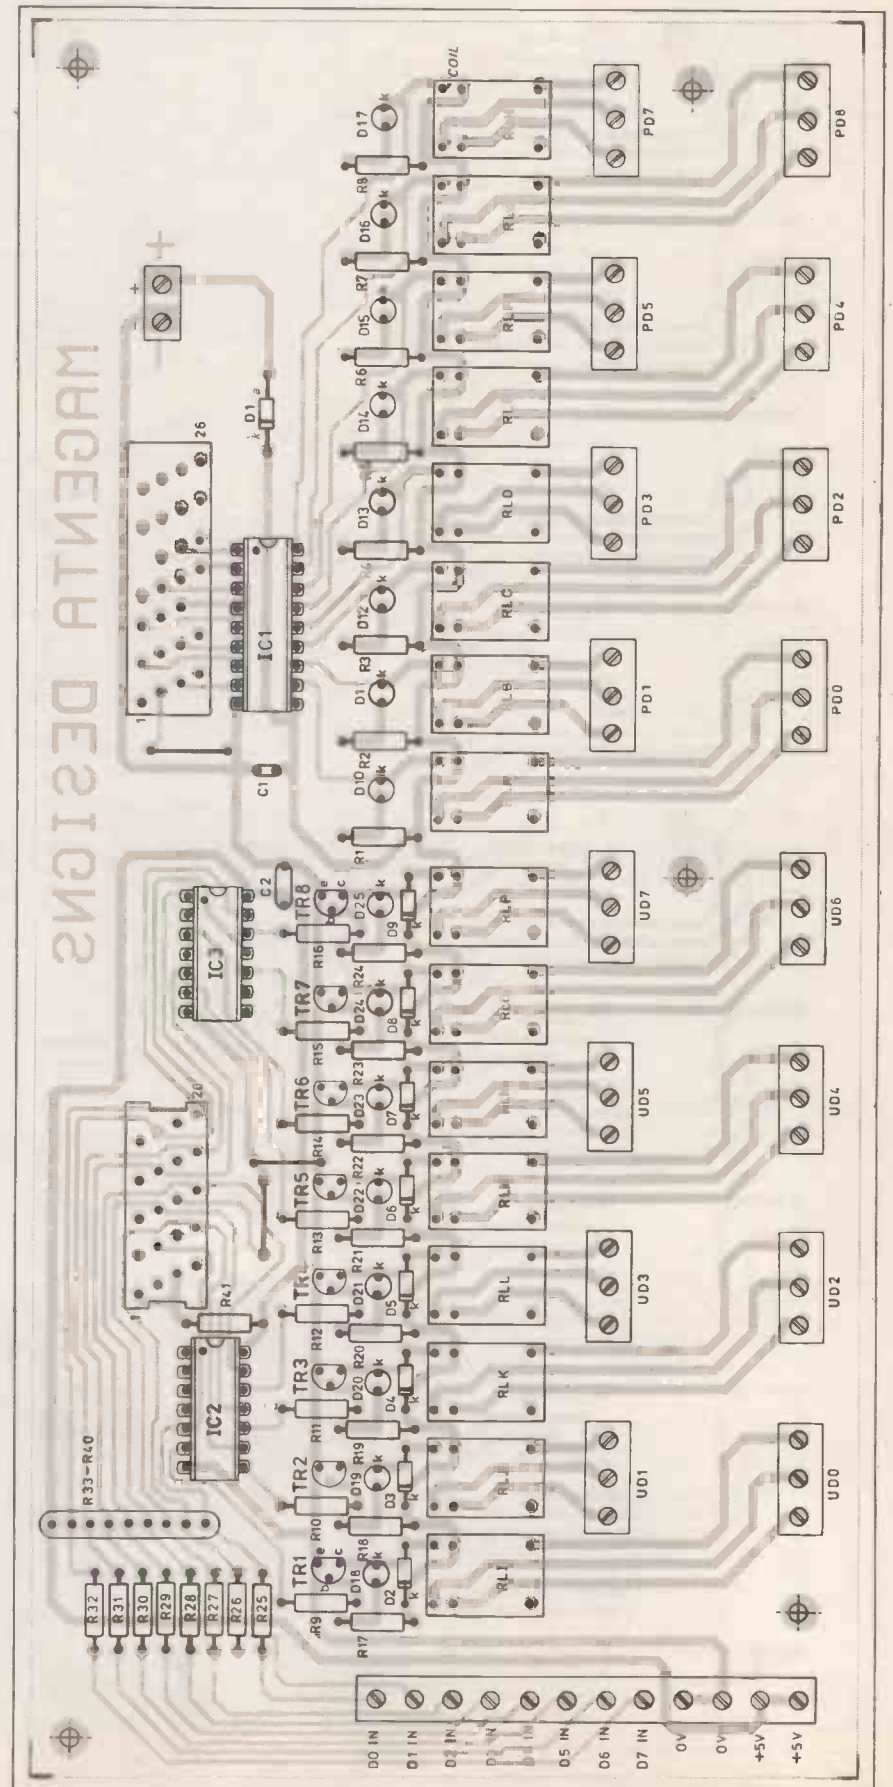 COIL
D17
k
R8
D16
k
R7
D15
k
R6
D14
k
D13
k
D12
k
R3
D11
k
R2
D10
k
R1
PD7
PD8
PD5
PD4
PD3
PD2
PD1
PD0
RLD
RLC
+
+
-
MAGENTA DESIGNS
26
1
D1
a
k
IC1
C1
C2
IC3
TR8
e
b
c
D25
k
D9
k
R16
R24
RLP
UD7
UD6
TR7
D24
k
D8
k
R15
R23
TR6
D23
k
D7
k
R14
R22
UD5
UD4
TR5
D22
k
D6
k
R13
R21
20
1
R41
D21
k
D5
k
R12
R20
RLL
UD3
UD2
IC2
TR3
D20
k
D4
k
R11
R19
RLK
R33-R40
TR2
D19
k
D3
k
R10
R18
UD1
UD0
TR1
e
b
c
D18
k
D2
k
R9
R17
RLI
R32
R31
R30
R29
R28
R27
R26
R25
D0 IN
D1 IN
D2 IN
D5 IN
D6 IN
D7 IN
0V
0V
+5V
+5V